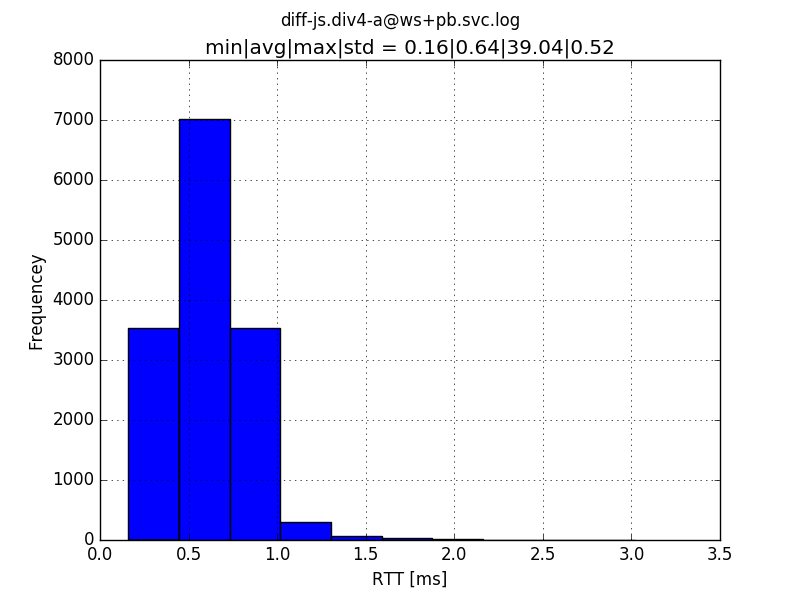 diff-js.div4-a@ws+pb.svc.log
min|avg|max|std = 0.16|0.64|39.04|0.52
8000
7000
6000
5000
4000
3000
2000
1000
0
Frequencey
0.0 0.5 1.0 1.5 2.0 2.5 3.0 3.5
RTT [ms]